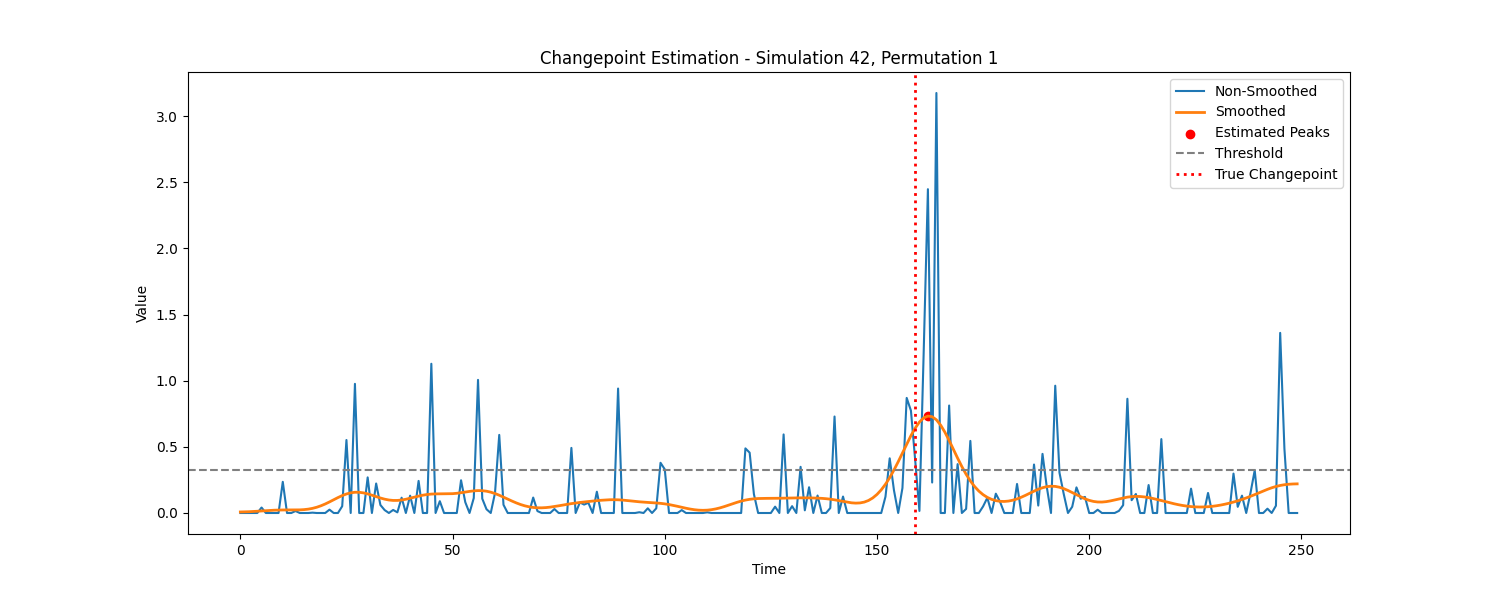 Changepoint Estimation - Simulation 42, Permutation 1
Non-Smoothed
Smoothed
Estimated Peaks
Threshold
True Changepoint
3.0
2.5
2.0
1.5
1.0
0.5
0.0
Value
0
50
100
150
200
250
Time